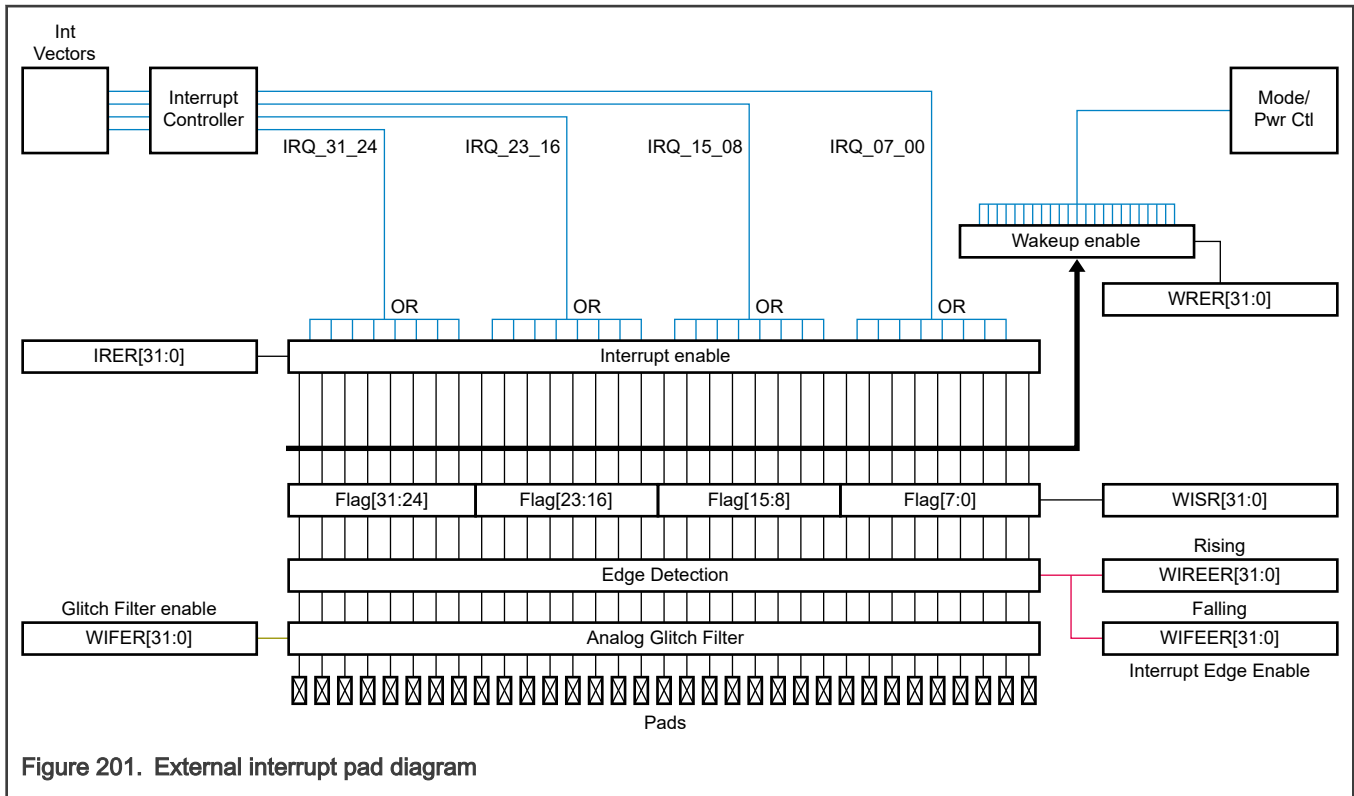 Int
Vectors
Interrupt
Controller
Mode/
Pwr Ctl
IRQ_31_24
IRQ_23_16
IRQ_15_08
IRQ_07_00
Wakeup enable
WRER[31:0]
OR
OR
OR
OR
IRER[31:0]
Interrupt enable
Flag[31:24]
Flag[23:16]
Flag[15:8]
Flag[7:0]
WISR[31:0]
Rising
Edge Detection
WIREER[31:0]
Glitch Filter enable
Falling
WIFER[31:0]
Analog Glitch Filter
WIFEER[31:0]
Interrupt Edge Enable
Pads
Figure 201. External interrupt pad diagram